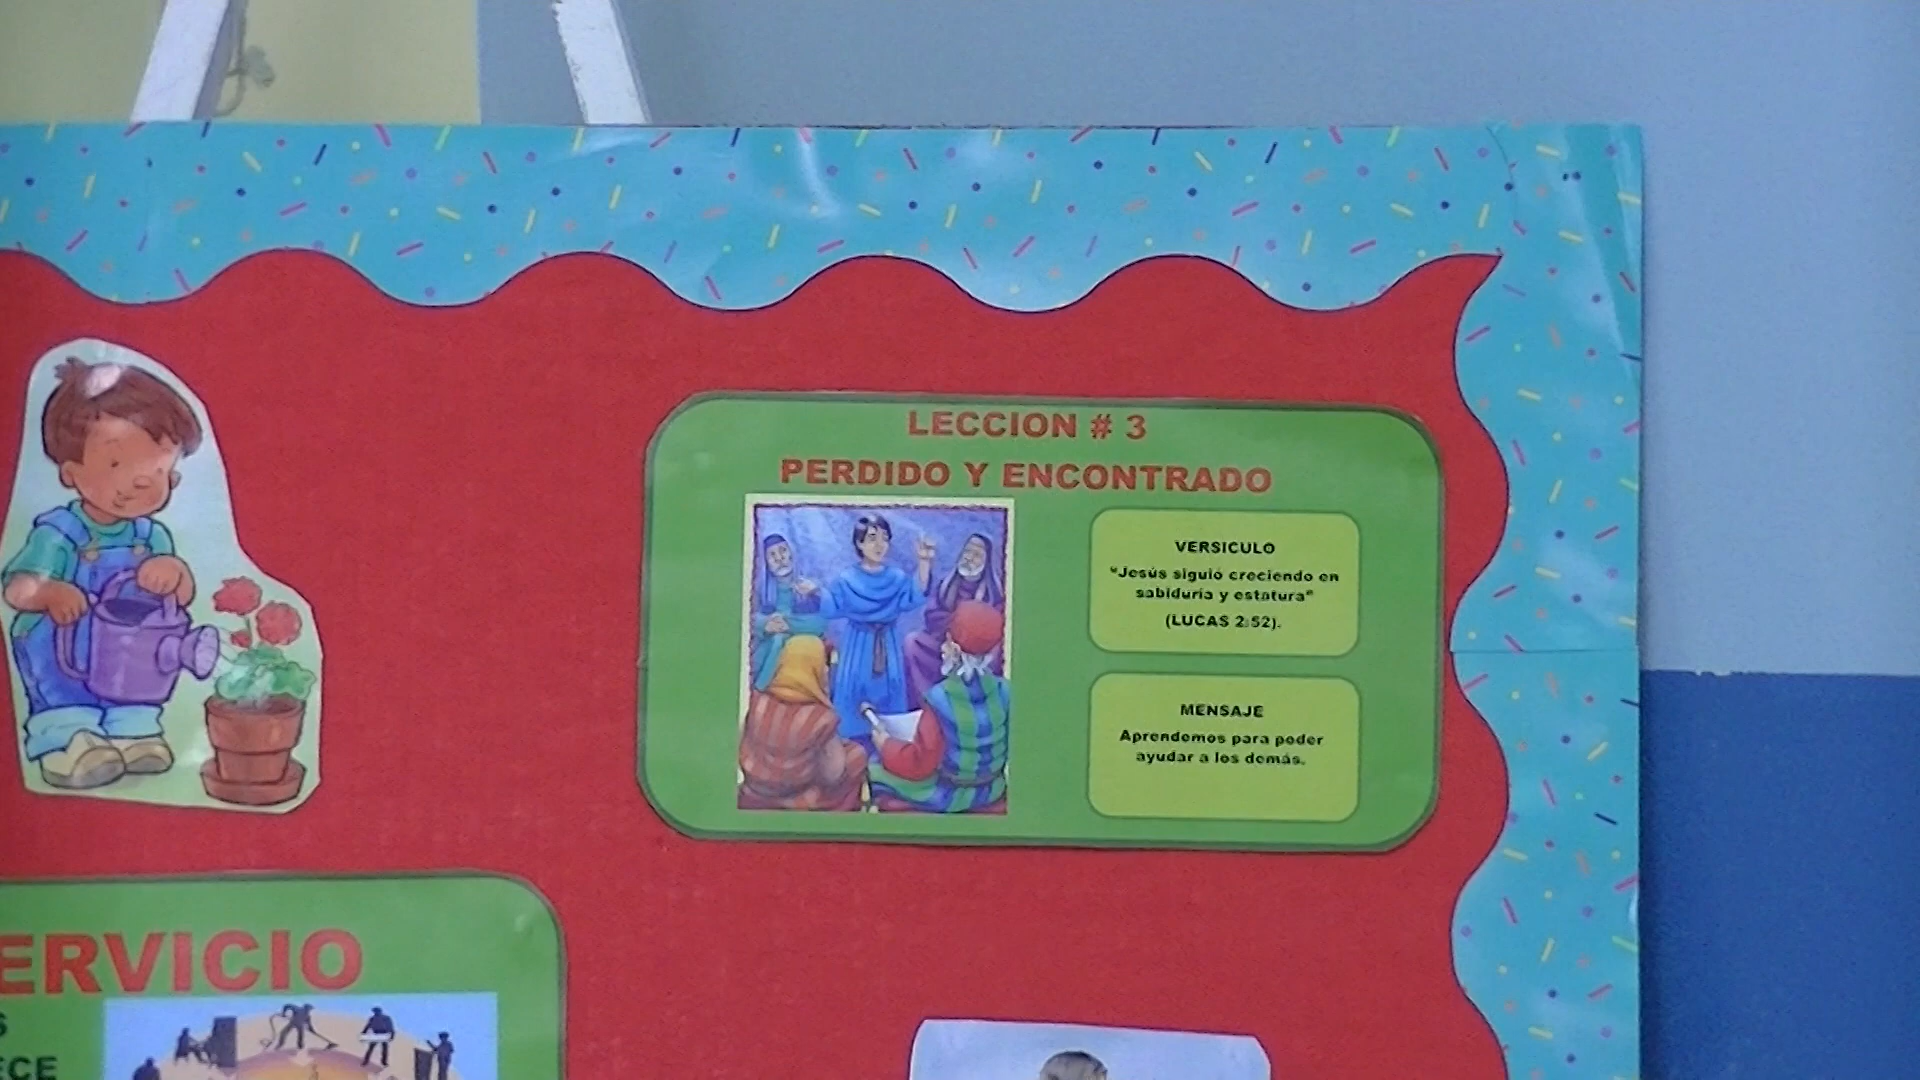 LECCION # 3
PERDIDO Y ENCONTRADO
VERSICULO
"Jesús siguió creciendo en
sabiduría y estatura"
(LUCAS 2:52).
MENSAJE
Aprendemos para poder
ayudar a los demás.
ERVICIO
S
ECE